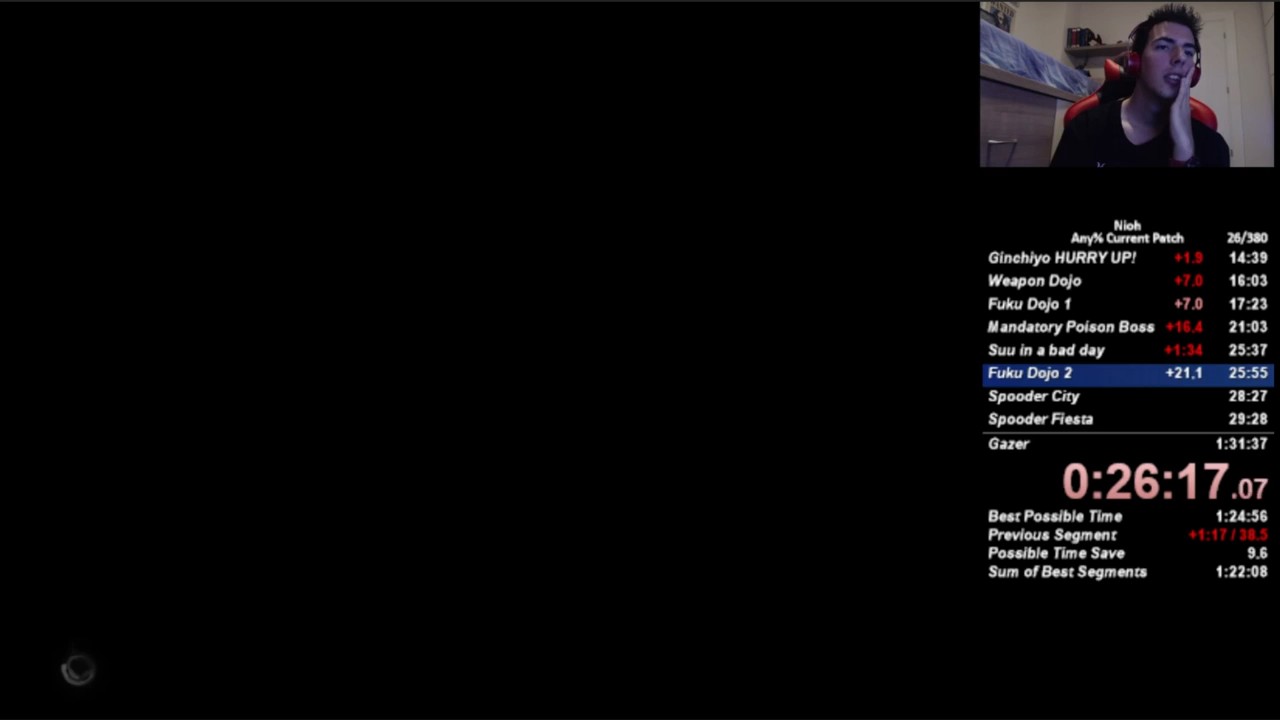 Nioh
Any% Current Patch 26/380
Ginchiyo HURRY UP! +1.9 14:39
Weapon Dojo +7.0 16:03
Fuku Dojo 1 +7.0 17:23
Mandatory Poison Boss +16.4 21:03
Suu in a bad day +1:34 25:37
Fuku Dojo 2 +21.1 25:55
Spooder City 28:27
Spooder Fiesta 29:28
Gazer 1:31:37
0:26:17.07
Best Possible Time 1:24:56
Previous Segment +1:17 / 38.5
Possible Time Save 9.6
Sum of Best Segments 1:22:08